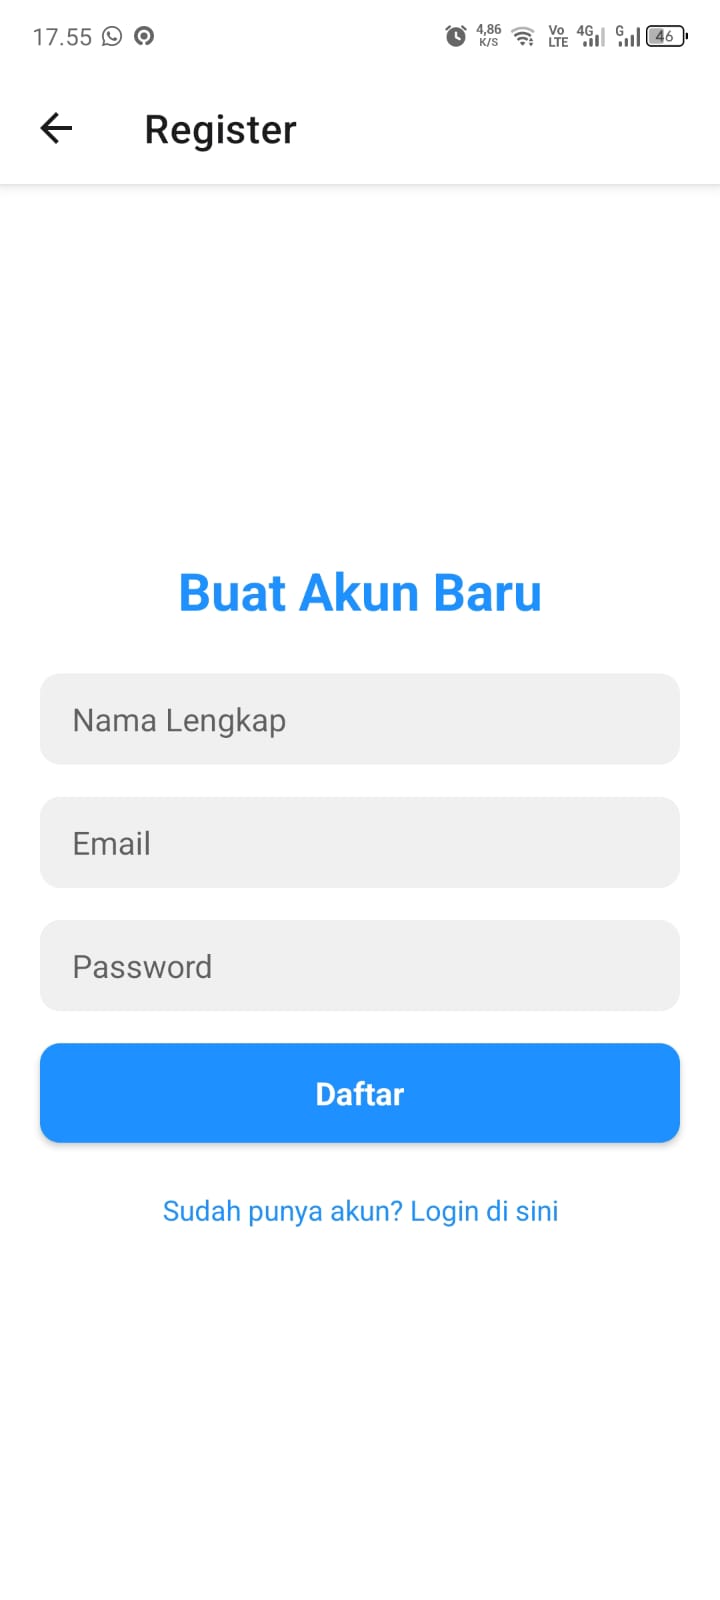 17.55 4,86 K/S Vo LTE 4G G 46
Register
Buat Akun Baru
Nama Lengkap
Email
Password
Daftar
Sudah punya akun? Login di sini